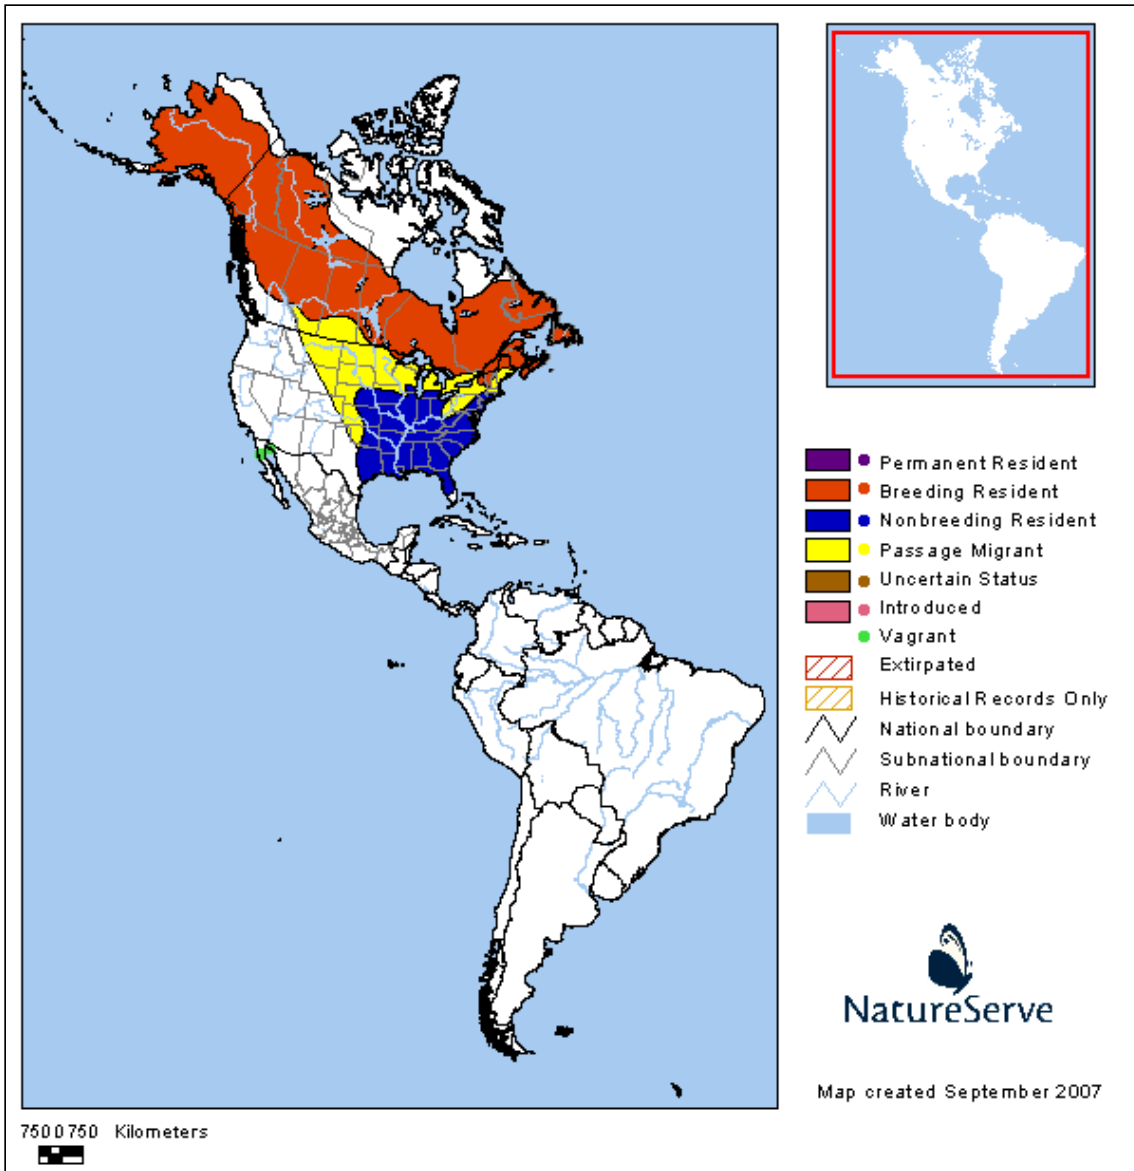 Permanent Resident
Breeding Resident
Nonbreeding Resident
Passage Migrant
Uncertain Status
Introduced
Vagrant
Extirpated
Historical Records Only
National boundary
Subnational boundary
River
Water body
NatureServe
Map created September 2007
750 0 750 Kilometers